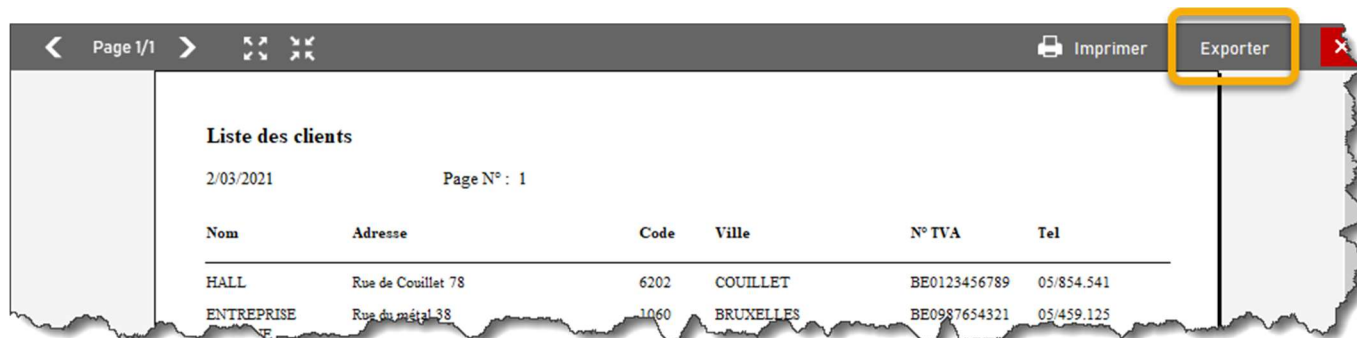 Page 1/1 Imprimer Exporter
Liste des clients
2/03/2021 Page N° : 1
Nom Adresse Code Ville N° TVA Tel
HALL Rue de Couillet 78 6202 COUILLET BE0123456789 05/854.541
ENTREPRISE Rue du métal 38 1060 BRUXELLES BE0987654321 05/459.125